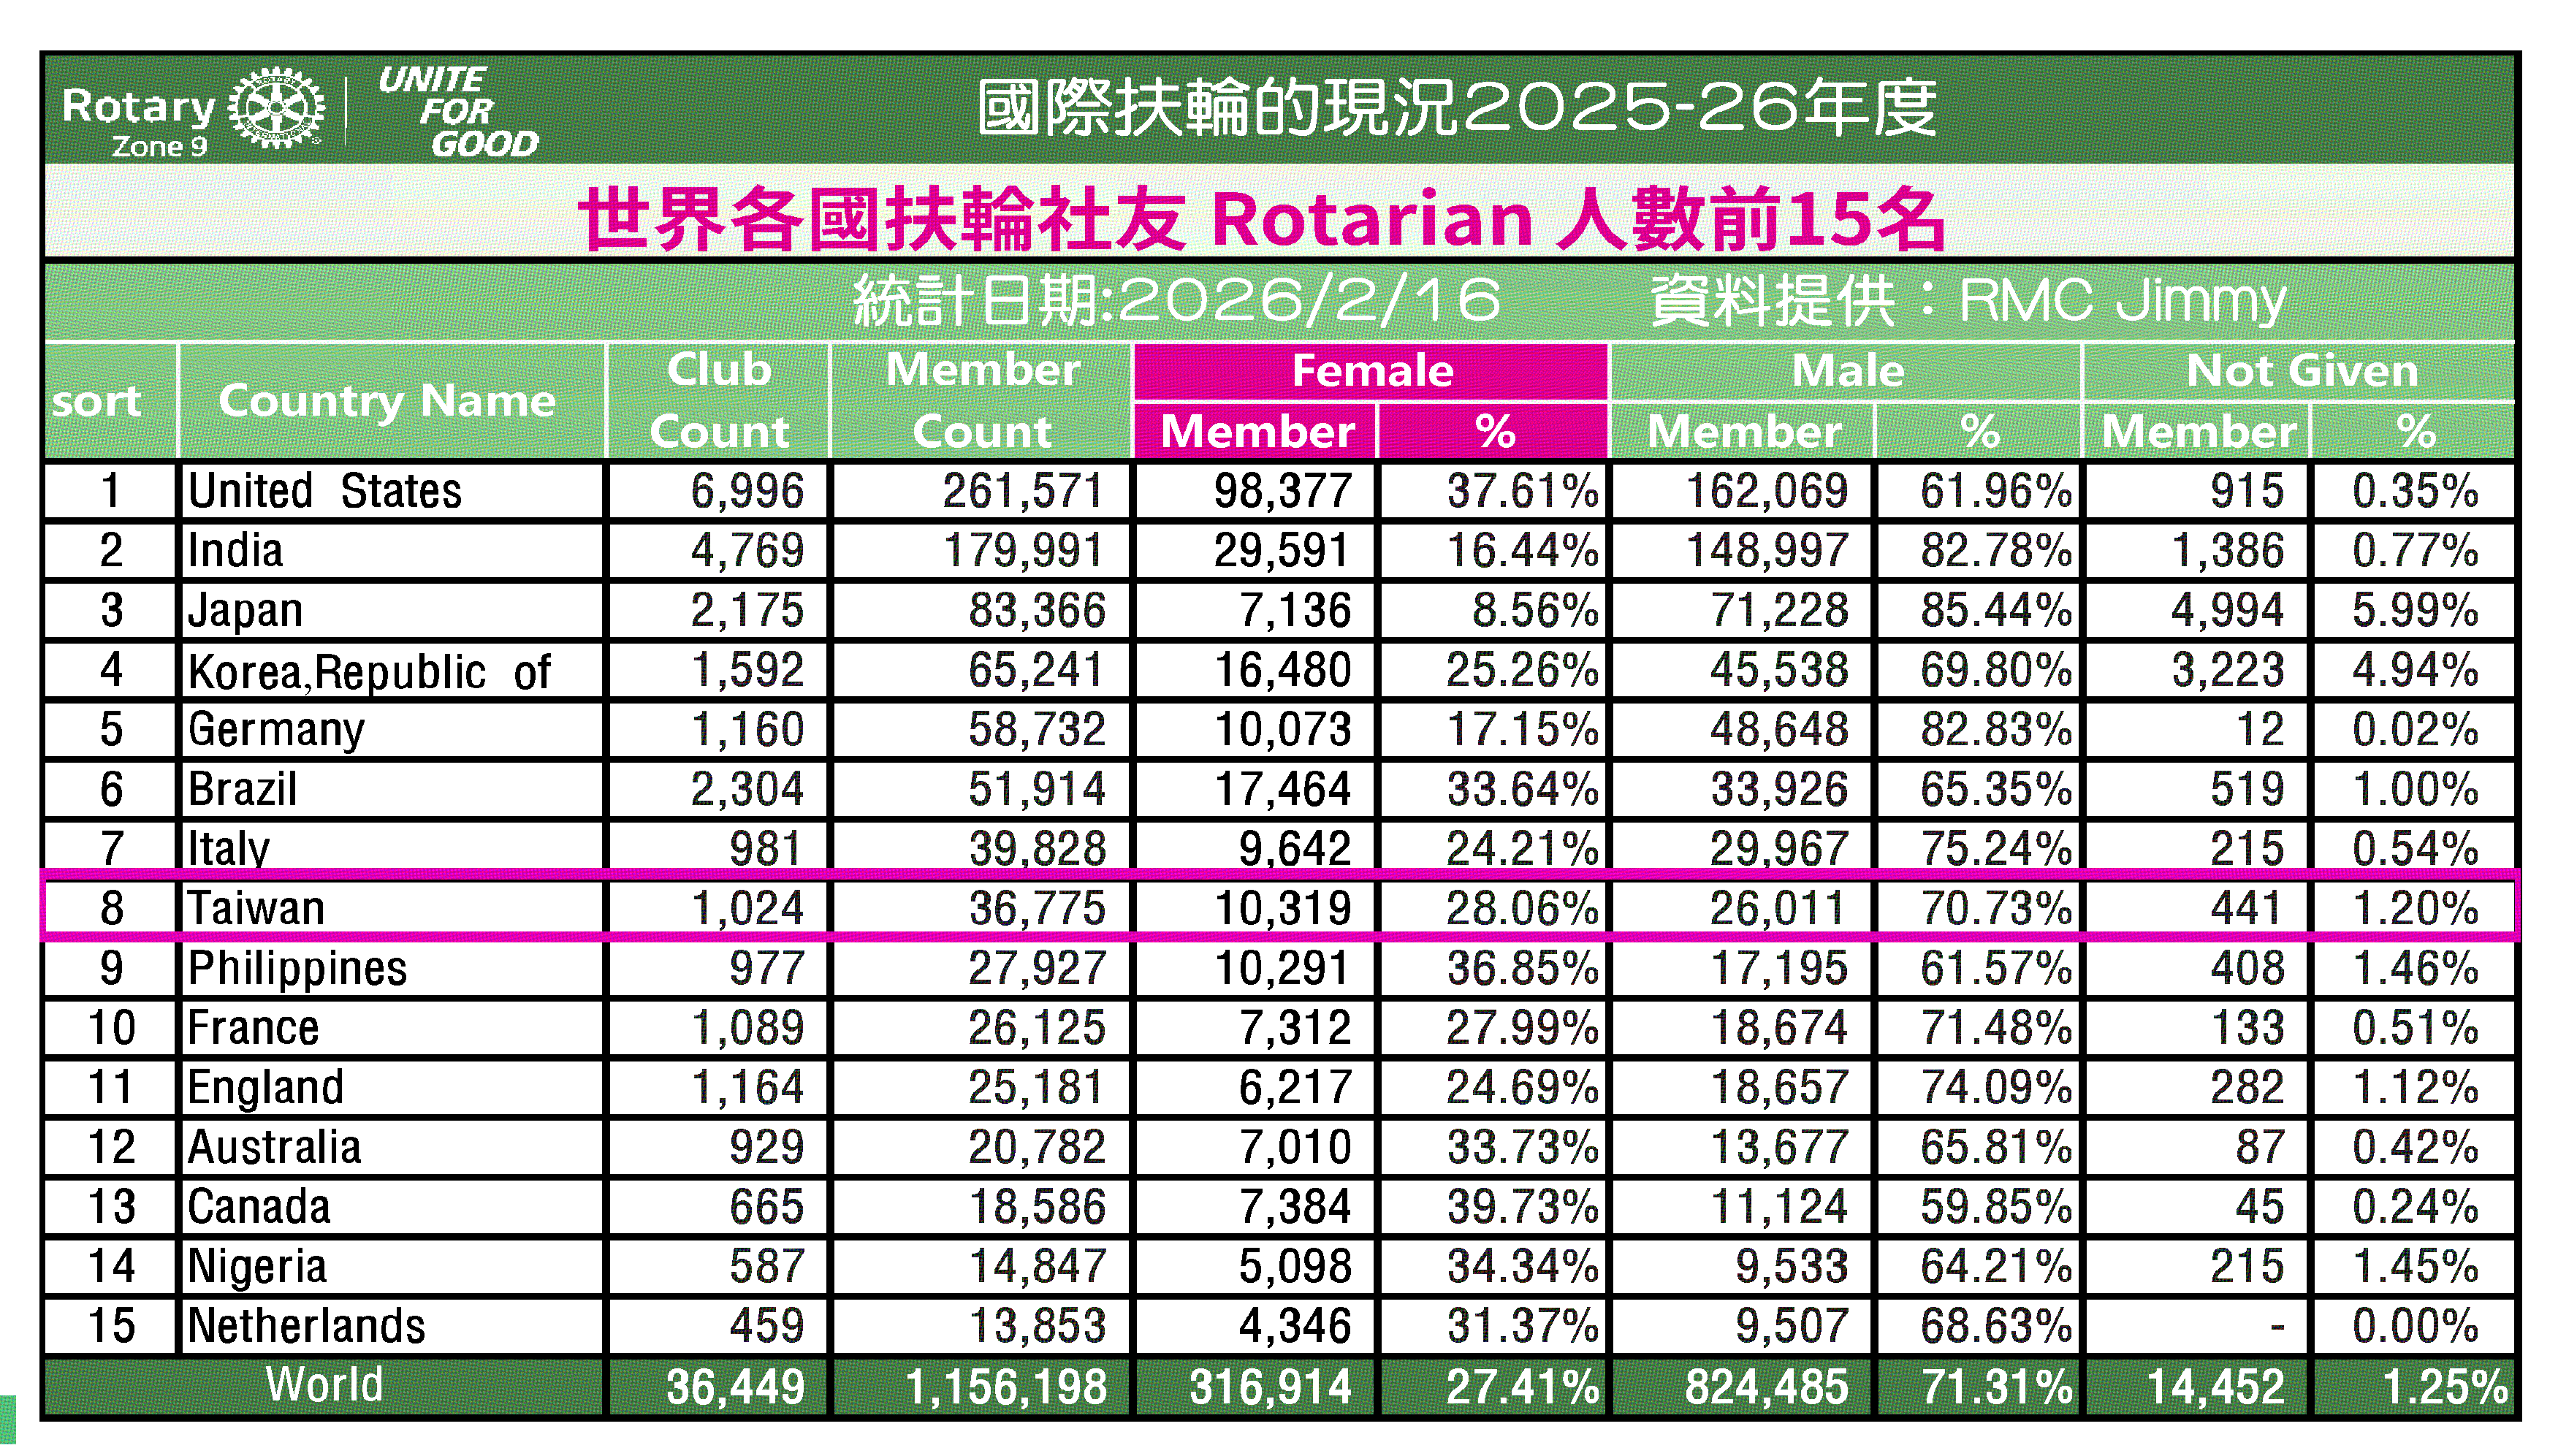 Rotary
Zone 9
UNITE
FOR
GOOD
國際扶輪的現況2025-26年度
世界各國扶輪社友 Rotarian 人數前15名
統計日期:2026/2/16 資料提供：RMC Jimmy
sort Country Name Club Count Member Count Female Male Not Given
Member % Member % Member %
1 United States 6,996 261,571 98,377 37.61% 162,069 61.96% 915 0.35%
2 India 4,769 179,991 29,591 16.44% 148,997 82.78% 1,386 0.77%
3 Japan 2,175 83,366 7,136 8.56% 71,228 85.44% 4,994 5.99%
4 Korea,Republic of 1,592 65,241 16,480 25.26% 45,538 69.80% 3,223 4.94%
5 Germany 1,160 58,732 10,073 17.15% 48,648 82.83% 12 0.02%
6 Brazil 2,304 51,914 17,464 33.64% 33,926 65.35% 519 1.00%
7 Italy 981 39,828 9,642 24.21% 29,967 75.24% 215 0.54%
8 Taiwan 1,024 36,775 10,319 28.06% 26,011 70.73% 441 1.20%
9 Philippines 977 27,927 10,291 36.85% 17,195 61.57% 408 1.46%
10 France 1,089 26,125 7,312 27.99% 18,674 71.48% 133 0.51%
11 England 1,164 25,181 6,217 24.69% 18,657 74.09% 282 1.12%
12 Australia 929 20,782 7,010 33.73% 13,677 65.81% 87 0.42%
13 Canada 665 18,586 7,384 39.73% 11,124 59.85% 45 0.24%
14 Nigeria 587 14,847 5,098 34.34% 9,533 64.21% 215 1.45%
15 Netherlands 459 13,853 4,346 31.37% 9,507 68.63% - 0.00%
World 36,449 1,156,198 316,914 27.41% 824,485 71.31% 14,452 1.25%